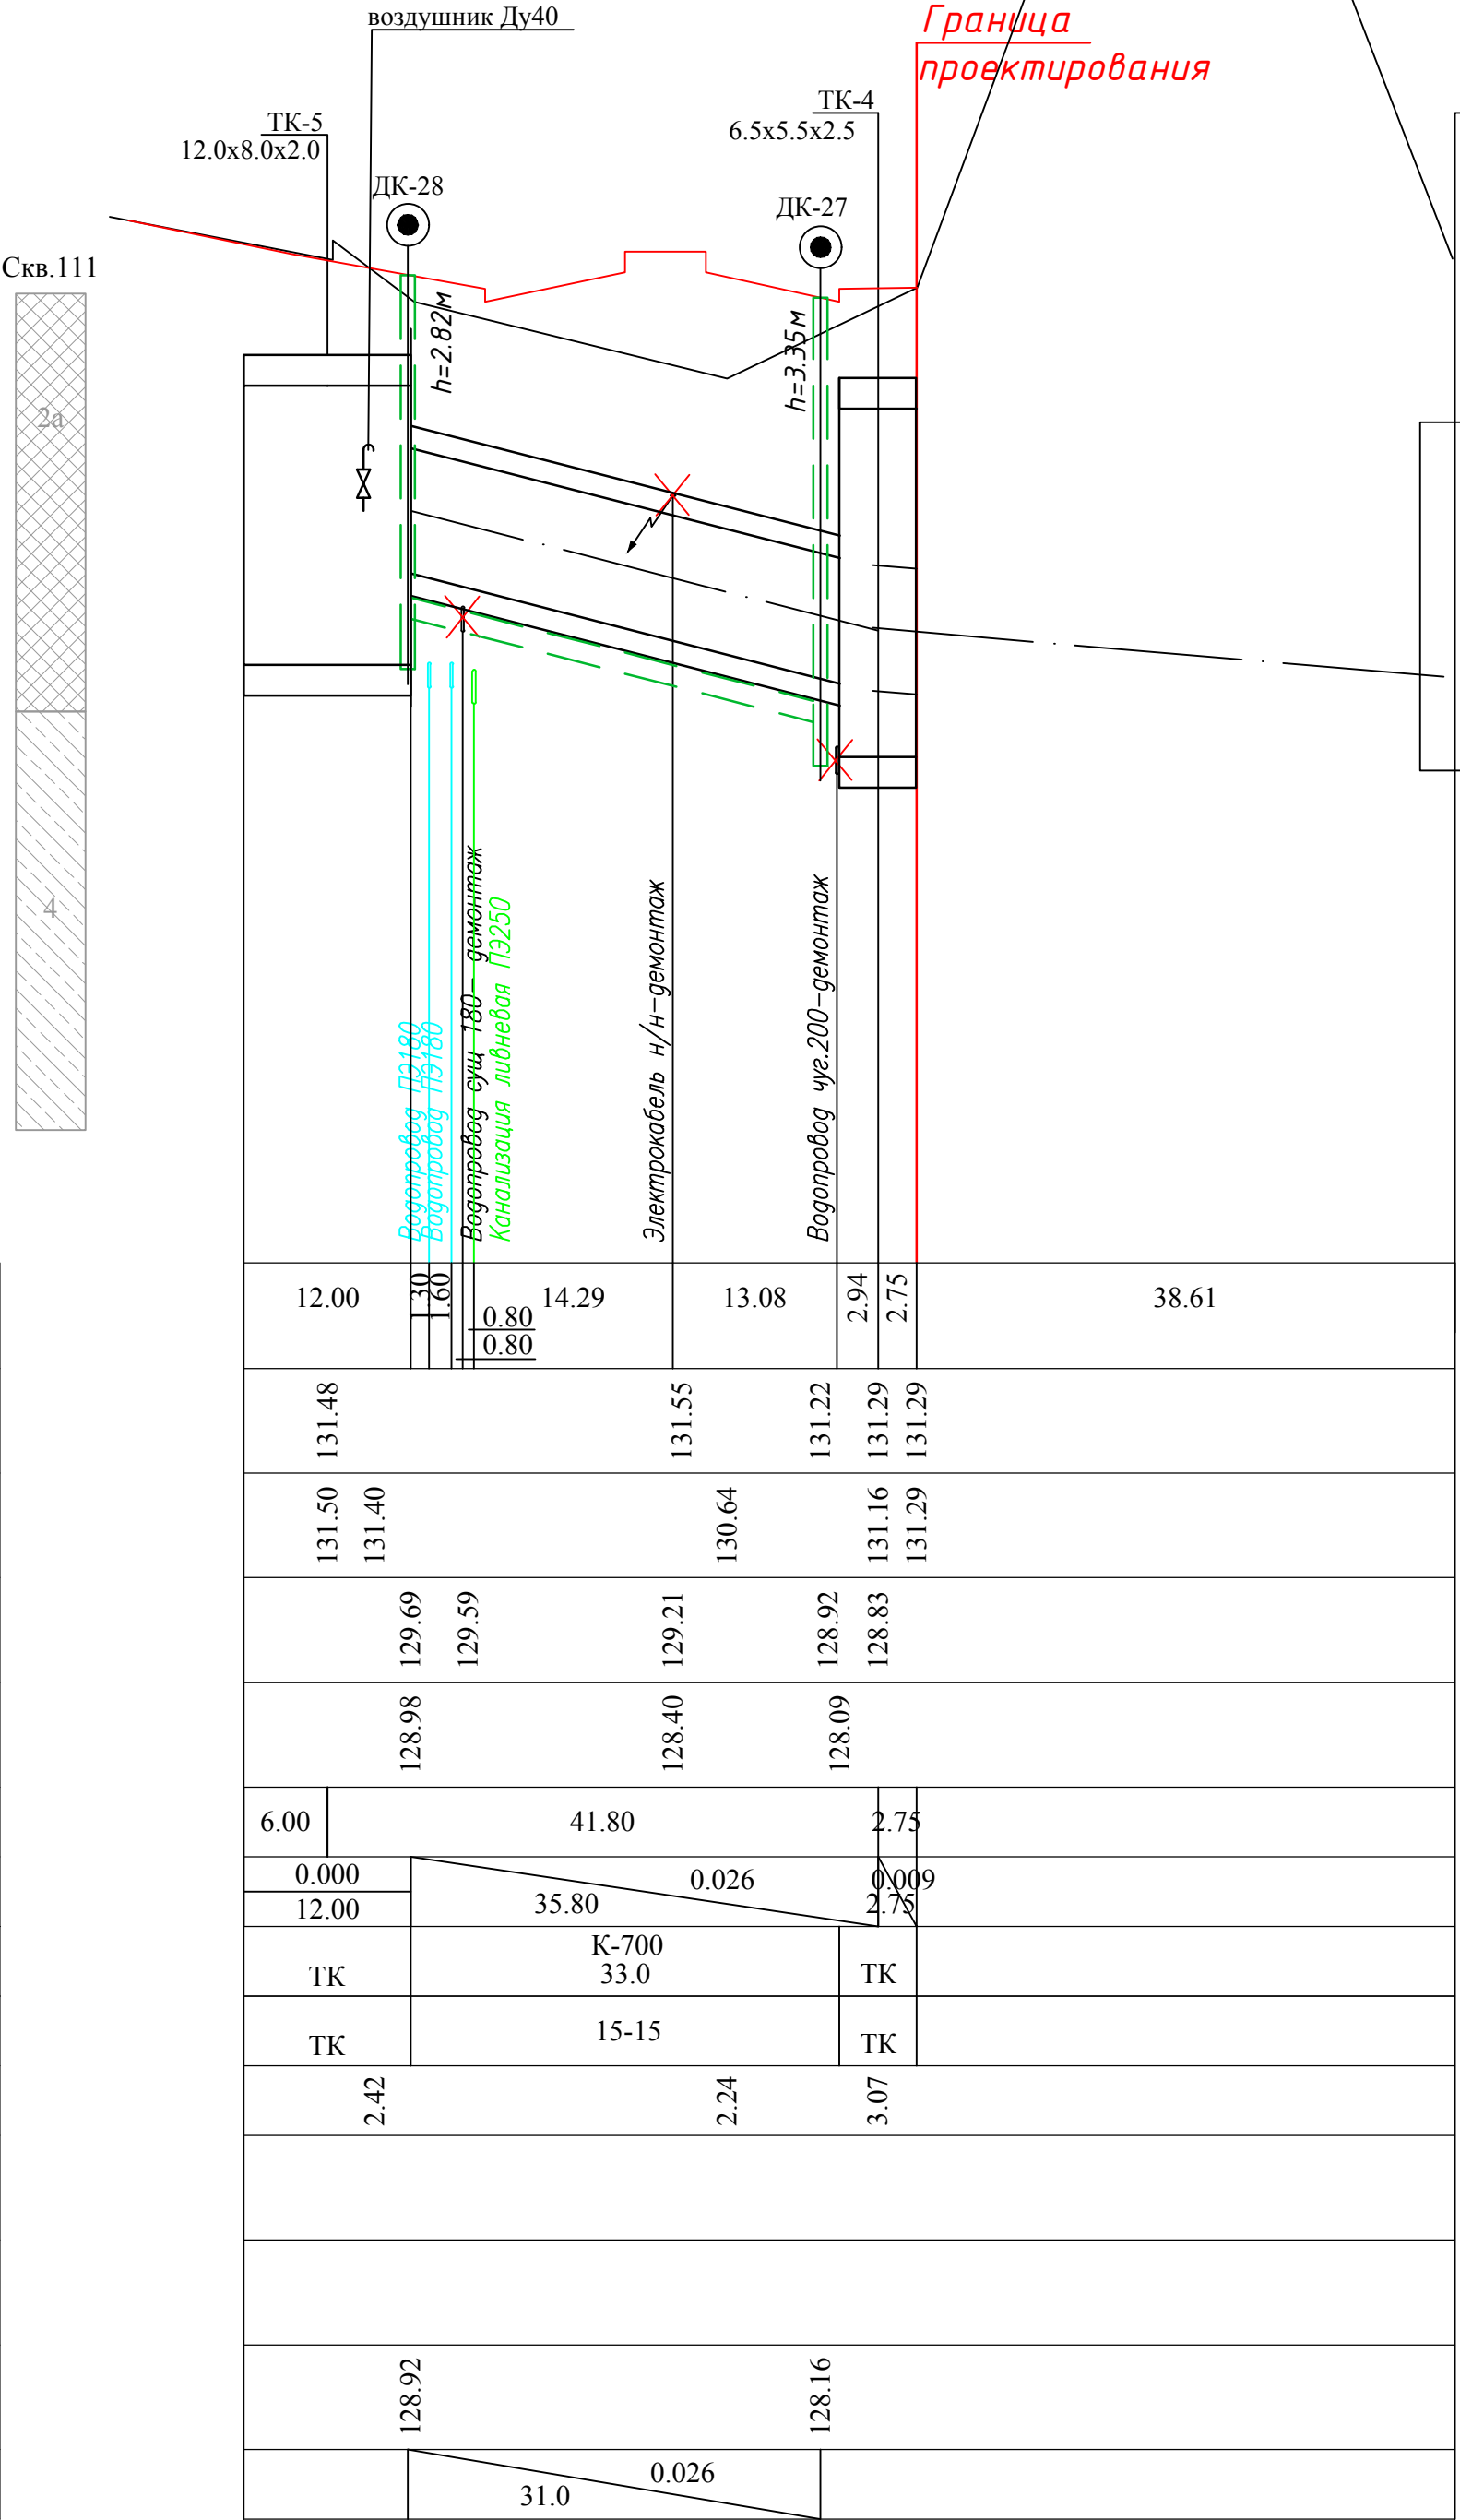 воздушник Ду40
Граница
проектирования
ТК-5
12.0х8.0х2.0
ТК-4
6.5х5.5х2.5
ДК-28
ДК-27
Скв.111
h=2.82м
h=3.35м
2а
4
Водопровод ПЭ180
Водопровод ПЭ180
Водопровод сущ 180- демонтаж
Канализация ливневая ПЭ250
Электрокабель н/н-демонтаж
Водопровод чуг.200-демонтаж
12.00
1.30
1.60
0.80
0.80
14.29
13.08
2.94
2.75
38.61
131.48
131.55
131.22
131.29
131.29
131.50
131.40
130.64
131.16
131.29
129.69
129.59
129.21
128.92
128.83
128.98
128.40
128.09
6.00
41.80
2.75
0.000
12.00
0.026
35.80
0.009
2.75
ТК
К-700
33.0
ТК
ТК
15-15
ТК
2.42
2.24
3.07
128.92
128.16
0.026
31.0